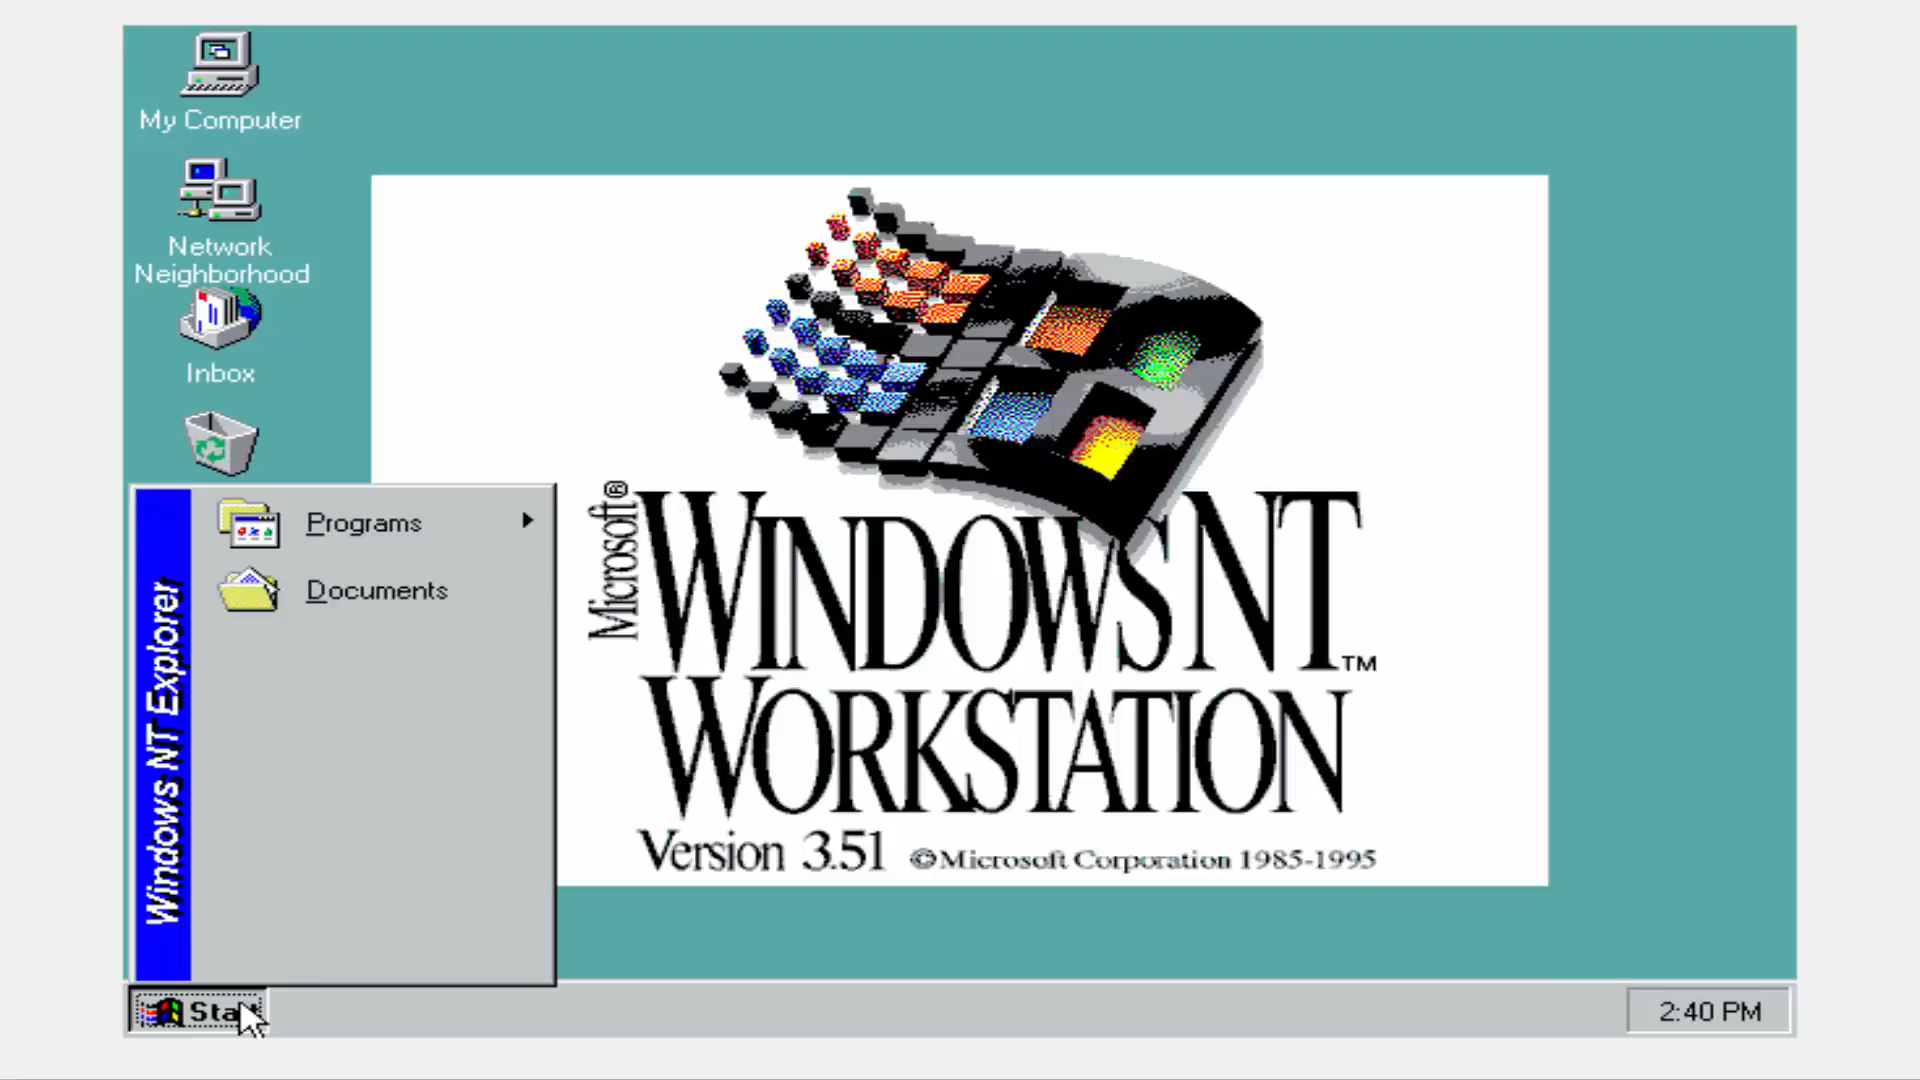 My Computer
Network
Neighborhood
Inbox
Programs
Documents
Windows NT Explorer
Microsoft®
WINDOWS NT™
WORKSTATION
Version 3.51 ©Microsoft Corporation 1985-1995
2:40 PM